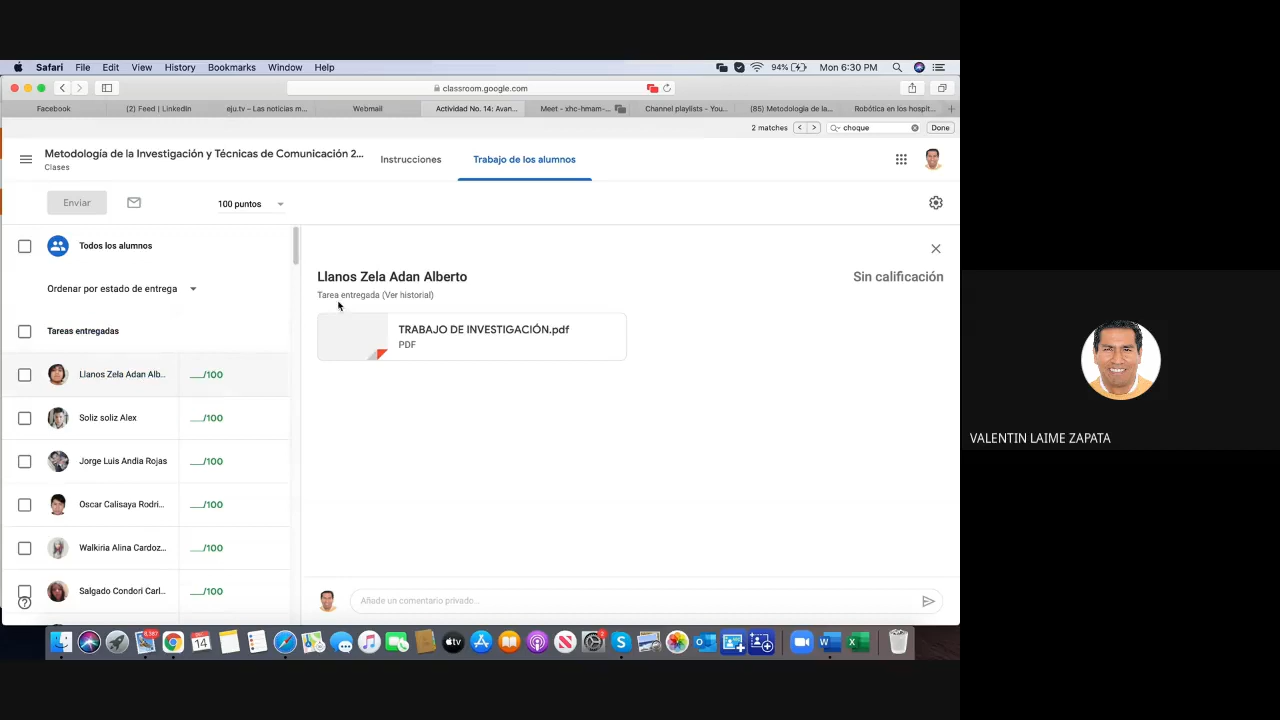 Safari File Edit View History Bookmarks Window Help
94% Mon 6:30 PM
classroom.google.com
Facebook
(2) Feed | LinkedIn
eju.tv – Las noticias m...
Webmail
Actividad No. 14: Avan...
Meet – xhc-hmam-...
Channel playlists - You...
(85) Metodologia de la...
Robótica en los hospit...
2 matches
choque
Done
Metodología de la Investigación y Técnicas de Comunicación 2...
Clases
Instrucciones
Trabajo de los alumnos
Enviar
100 puntos
Todos los alumnos
Ordenar por estado de entrega
Tareas entregadas
Llanos Zela Adan Alb... __/100
Soliz soliz Alex __/100
Jorge Luis Andia Rojas __/100
Oscar Calisaya Rodri... __/100
Walkiria Alina Cardoz... __/100
Salgado Condori Carl... __/100
Llanos Zela Adan Alberto
Sin calificación
Tarea entregada (Ver historial)
TRABAJO DE INVESTIGACIÓN.pdf
PDF
Añade un comentario privado...
VALENTIN LAIME ZAPATA
8,387
14
tv
2